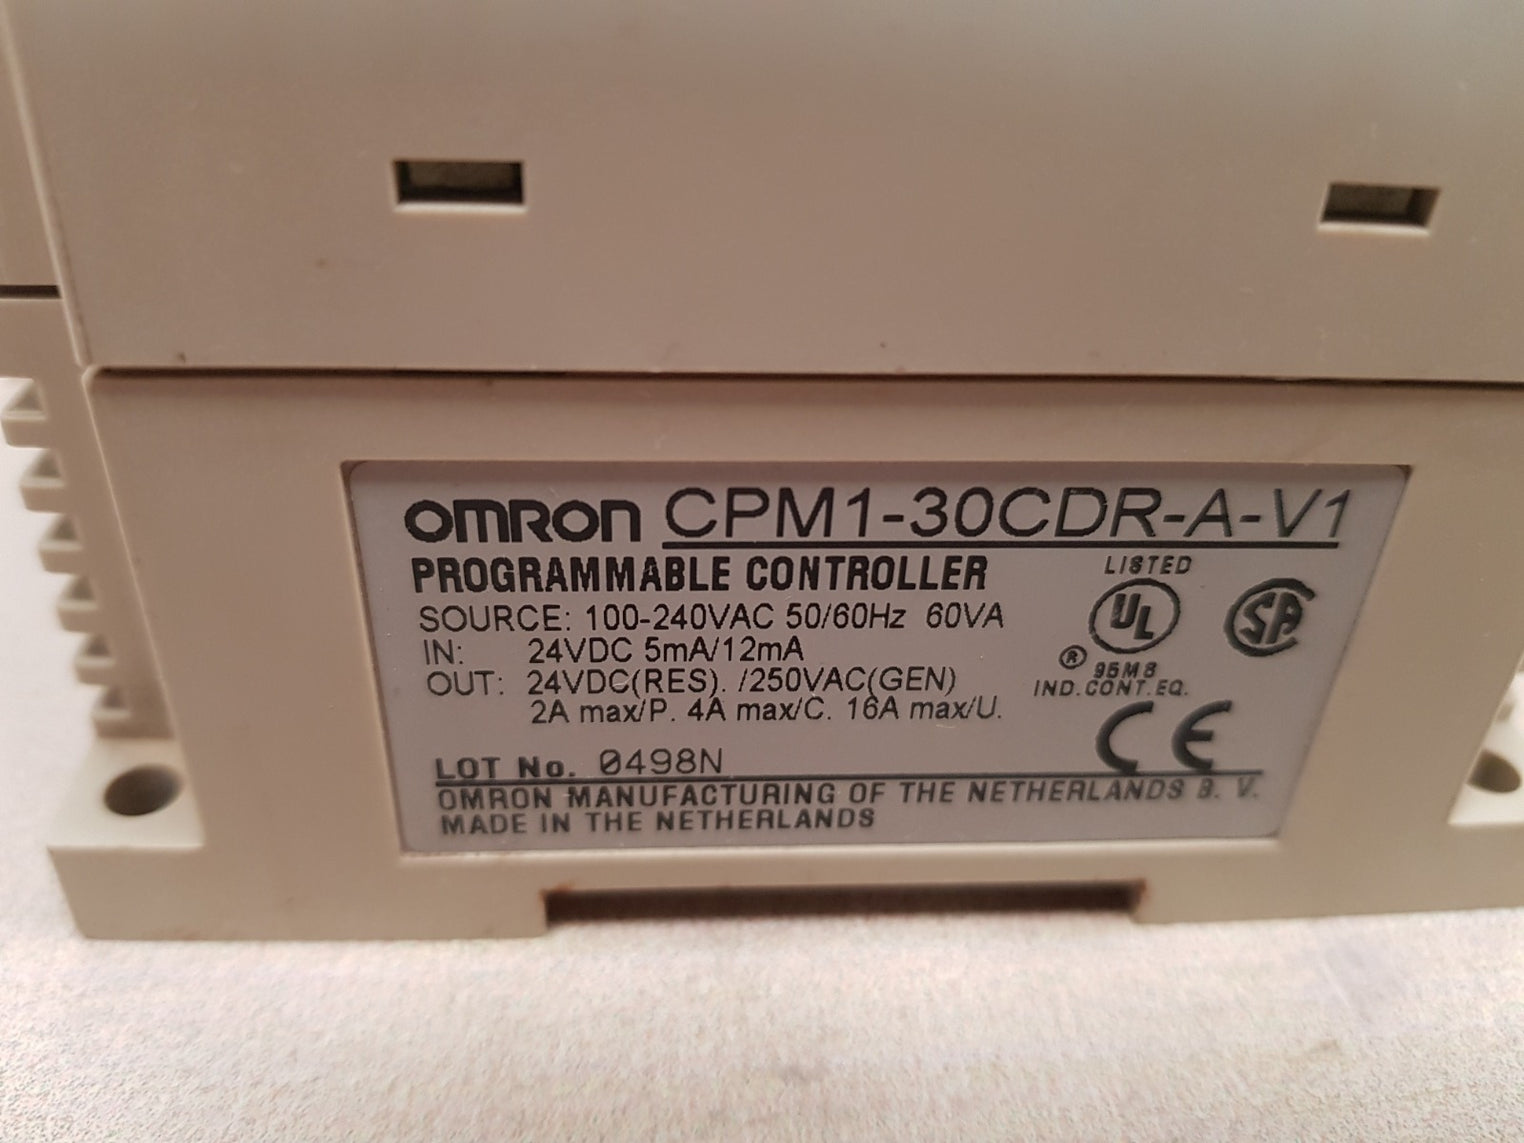 OMRON CPM1-30CDR-A-V1
PROGRAMMABLE CONTROLLER
SOURCE: 100-240VAC 50/60Hz 60VA
IN: 24VDC 5mA/12mA
OUT: 24VDC(RES). /250VAC(GEN)
2A max/P. 4A max/C. 16A max/U.
LISTED
UL
SA
® 95M8
IND.CONT.EQ.
CE
LOT No. 0498N
OMRON MANUFACTURING OF THE NETHERLANDS B. V.
MADE IN THE NETHERLANDS